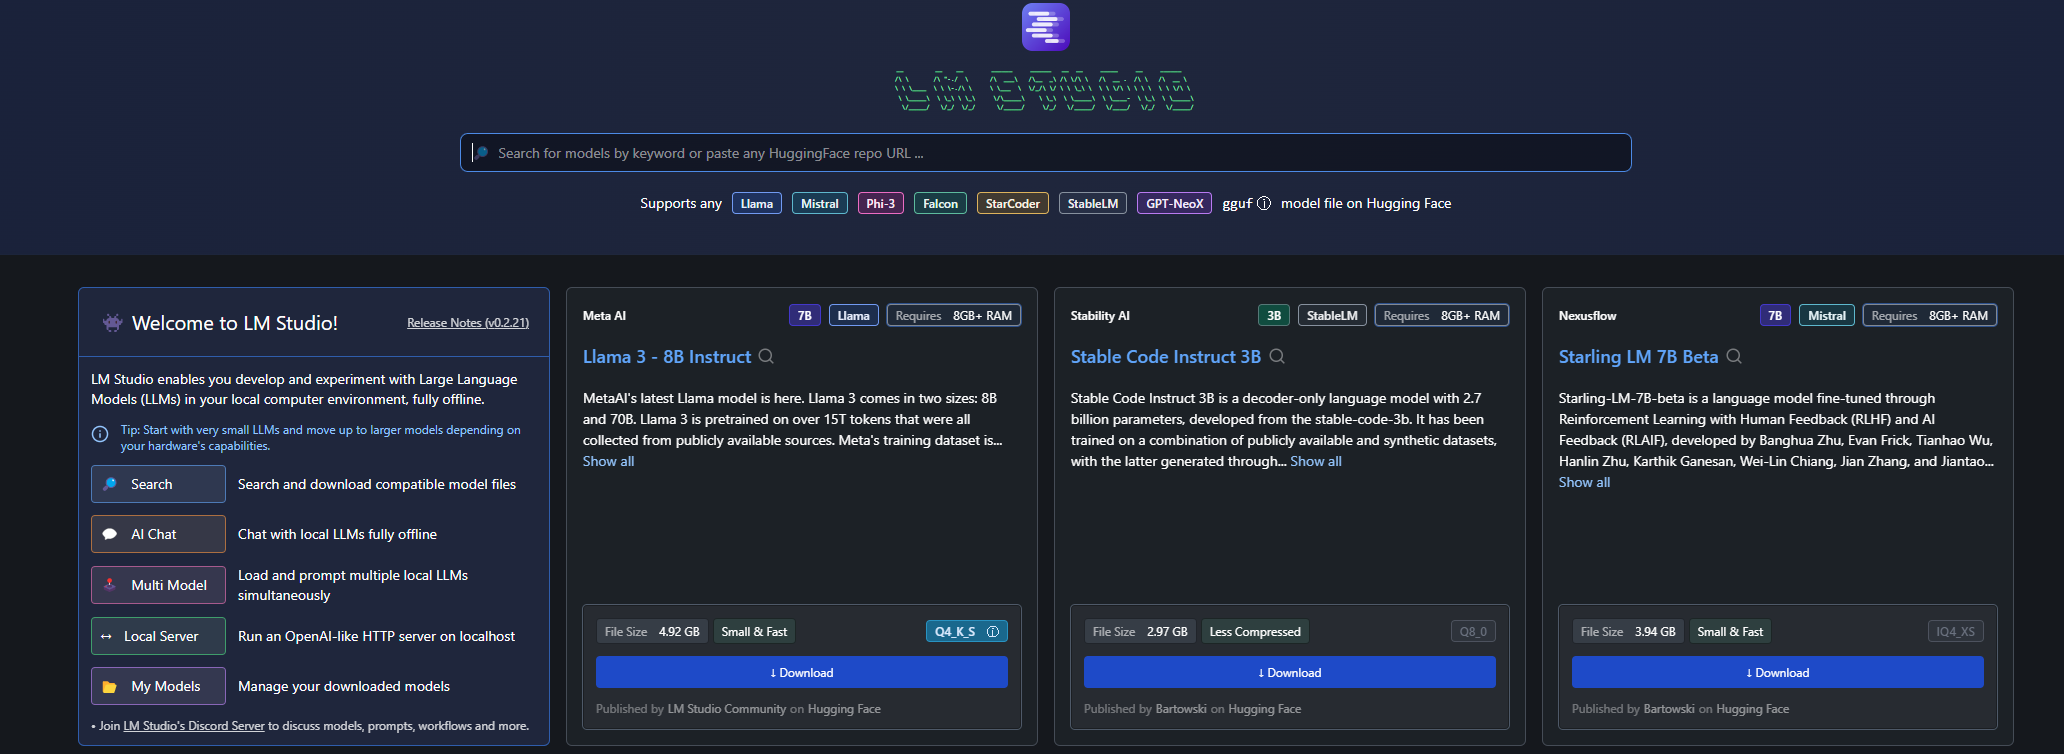 LM STUDIO
Search for models by keyword or paste any HuggingFace repo URL ...
Supports any Llama Mistral Phi-3 Falcon StarCoder StableLM GPT-NeoX gguf model file on Hugging Face
Welcome to LM Studio! Release Notes (v0.2.21)
LM Studio enables you develop and experiment with Large Language
Models (LLMs) in your local computer environment, fully offline.
Tip: Start with very small LLMs and move up to larger models depending on
your hardware's capabilities.
Search Search and download compatible model files
AI Chat Chat with local LLMs fully offline
Multi Model Load and prompt multiple local LLMs
simultaneously
Local Server Run an OpenAI-like HTTP server on localhost
My Models Manage your downloaded models
• Join LM Studio's Discord Server to discuss models, prompts, workflows and more.
Meta AI 7B Llama Requires 8GB+ RAM
Llama 3 - 8B Instruct
MetaAI's latest Llama model is here. Llama 3 comes in two sizes: 8B
and 70B. Llama 3 is pretrained on over 15T tokens that were all
collected from publicly available sources. Meta's training dataset is...
Show all
File Size 4.92 GB Small & Fast Q4_K_S
↓ Download
Published by LM Studio Community on Hugging Face
Stability AI 3B StableLM Requires 8GB+ RAM
Stable Code Instruct 3B
Stable Code Instruct 3B is a decoder-only language model with 2.7
billion parameters, developed from the stable-code-3b. It has been
trained on a combination of publicly available and synthetic datasets,
with the latter generated through... Show all
File Size 2.97 GB Less Compressed Q8_0
↓ Download
Published by Bartowski on Hugging Face
Nexusflow 7B Mistral Requires 8GB+ RAM
Starling LM 7B Beta
Starling-LM-7B-beta is a language model fine-tuned through
Reinforcement Learning with Human Feedback (RLHF) and AI
Feedback (RLAIF), developed by Banghua Zhu, Evan Frick, Tianhao Wu,
Hanlin Zhu, Karthik Ganesan, Wei-Lin Chiang, Jian Zhang, and Jiantao...
Show all
File Size 3.94 GB Small & Fast IQ4_XS
↓ Download
Published by Bartowski on Hugging Face